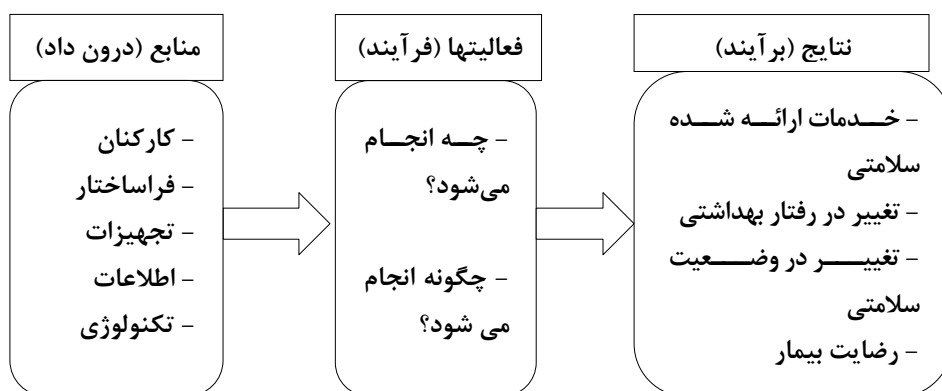 منابع (درون داد)
- کارکنان
- فراساختار
- تجهیزات
- اطلاعات
- تکنولوژی
فعالیتها (فرآیند)
- چه انجام
می‌شود؟
- چگونه انجام
می شود؟
نتایج (برآیند)
- خدمات ارائه شده
سلامتی
- تغییر در رفتار بهداشتی
- تغییر در وضعیت
سلامتی
- رضایت بیمار